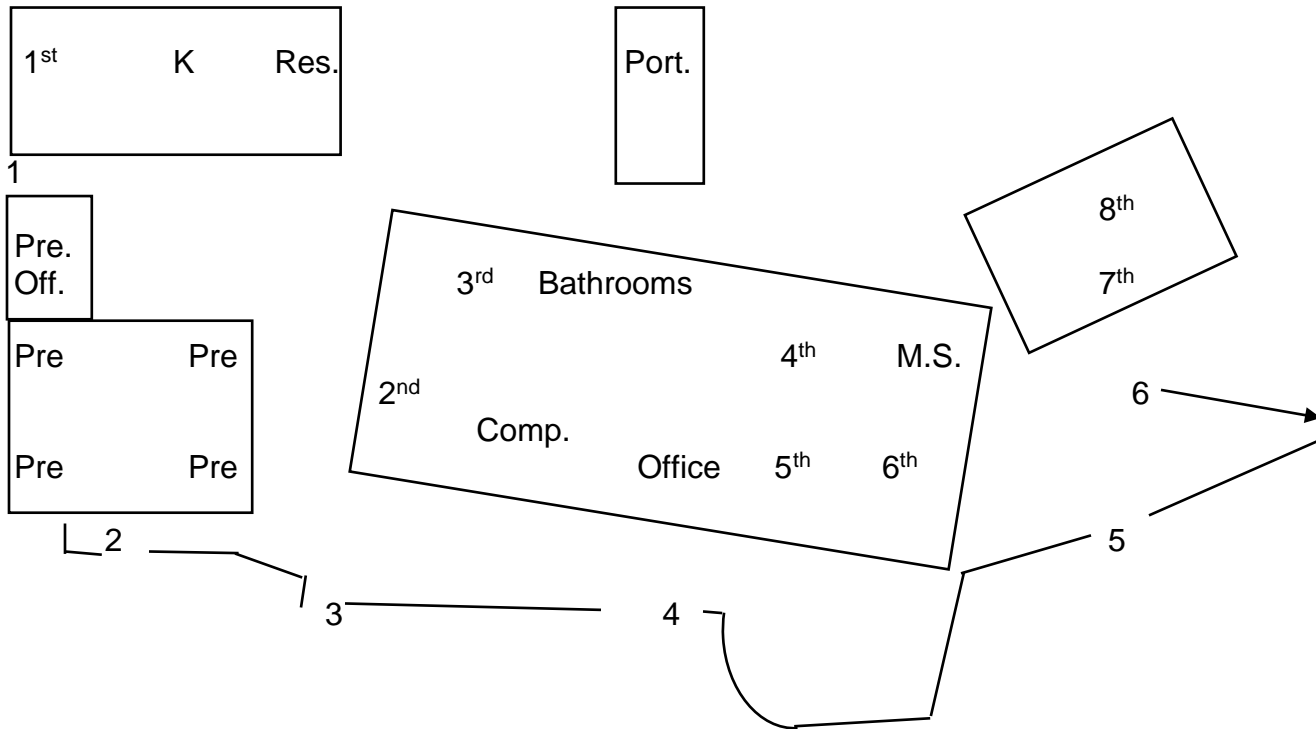 1st K Res.
Port.
1
8th
Pre.
Off.
7th
3rd Bathrooms
Pre Pre
4th M.S.
2nd
6
Comp.
Pre Pre
Office 5th 6th
2
5
3
4